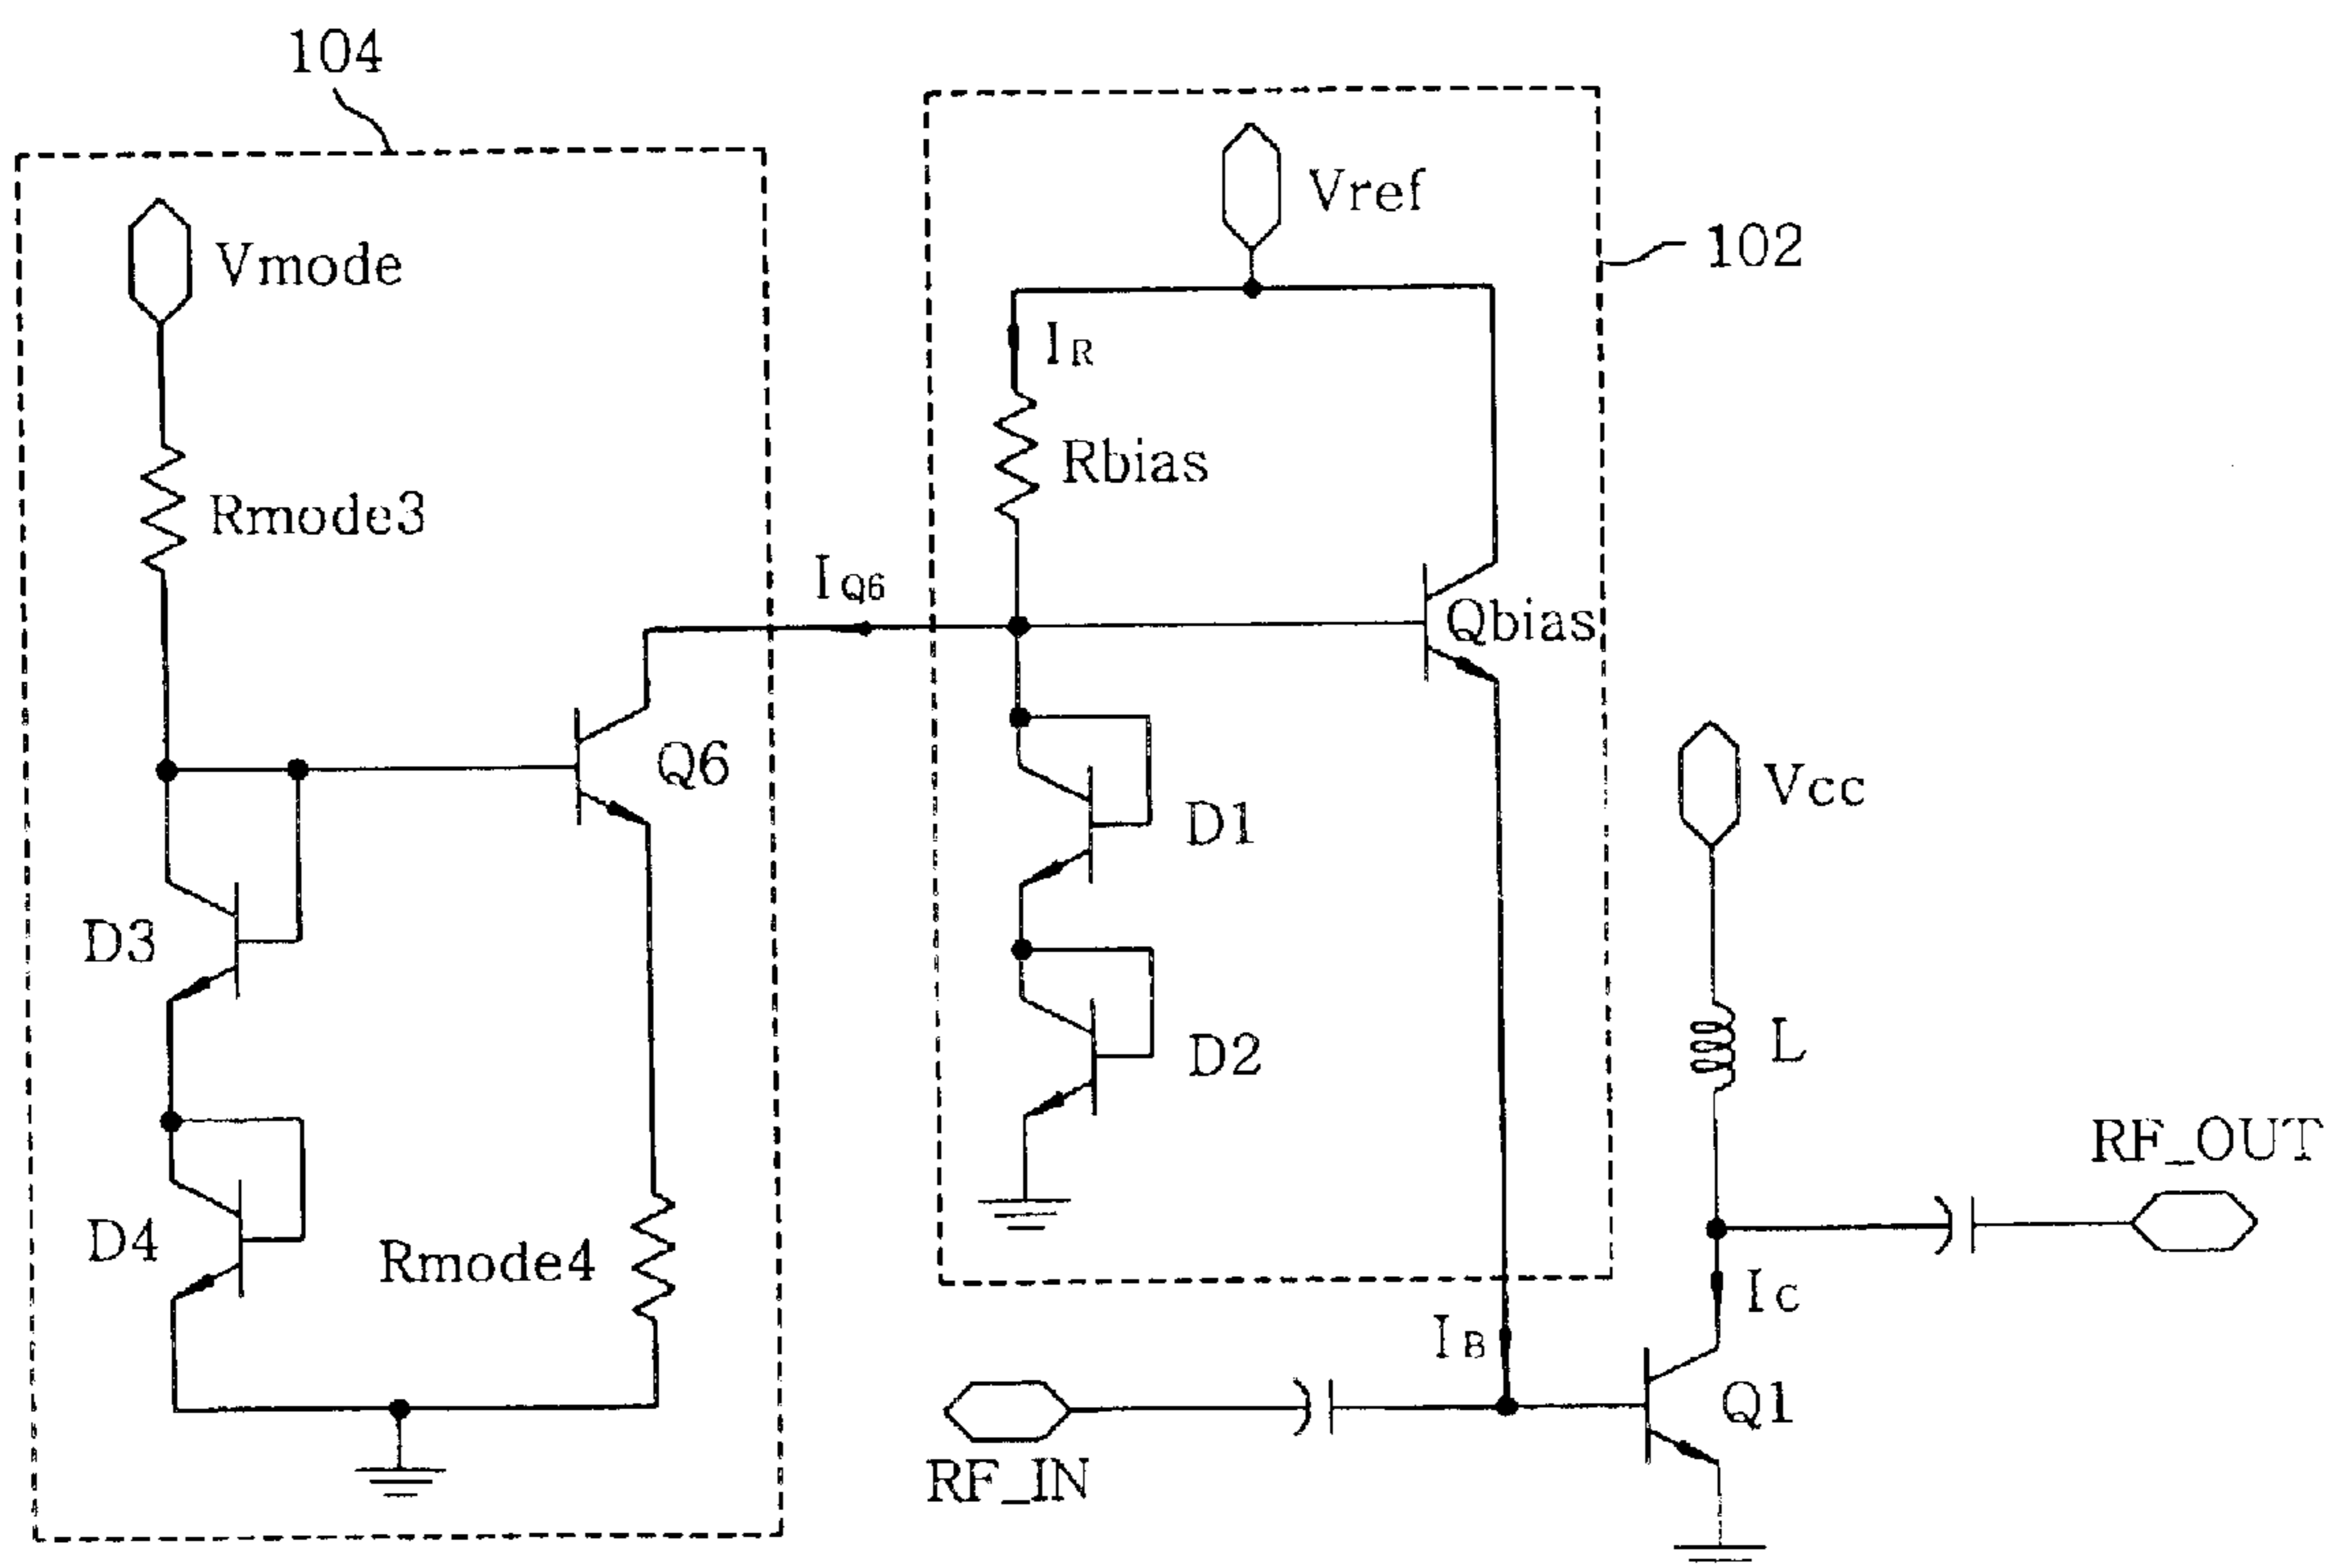 104
Vmode
Rmode3
D3
D4
Q6
Rmode4
IQ6
102
Vref
IR
Rbias
Qbias
D1
D2
Vcc
L
RF_OUT
IC
IB
Q1
RF_IN